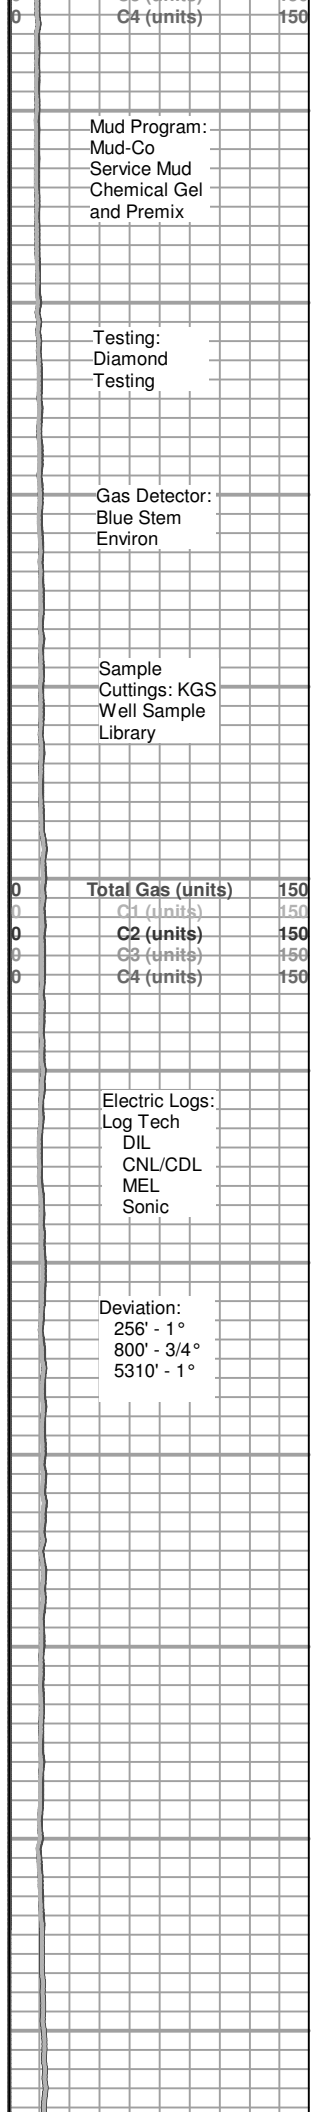 0 C4 (units) 150
Mud Program:
Mud-Co
Service Mud
Chemical Gel
and Premix
Testing:
Diamond
Testing
Gas Detector:
Blue Stem
Environ
Sample
Cuttings: KGS
Well Sample
Library
0 Total Gas (units) 150
0 C1 (units) 150
0 C2 (units) 150
0 C3 (units) 150
0 C4 (units) 150
Electric Logs:
Log Tech
DIL
CNL/CDL
MEL
Sonic
Deviation:
256' - 1°
800' - 3/4°
5310' - 1°